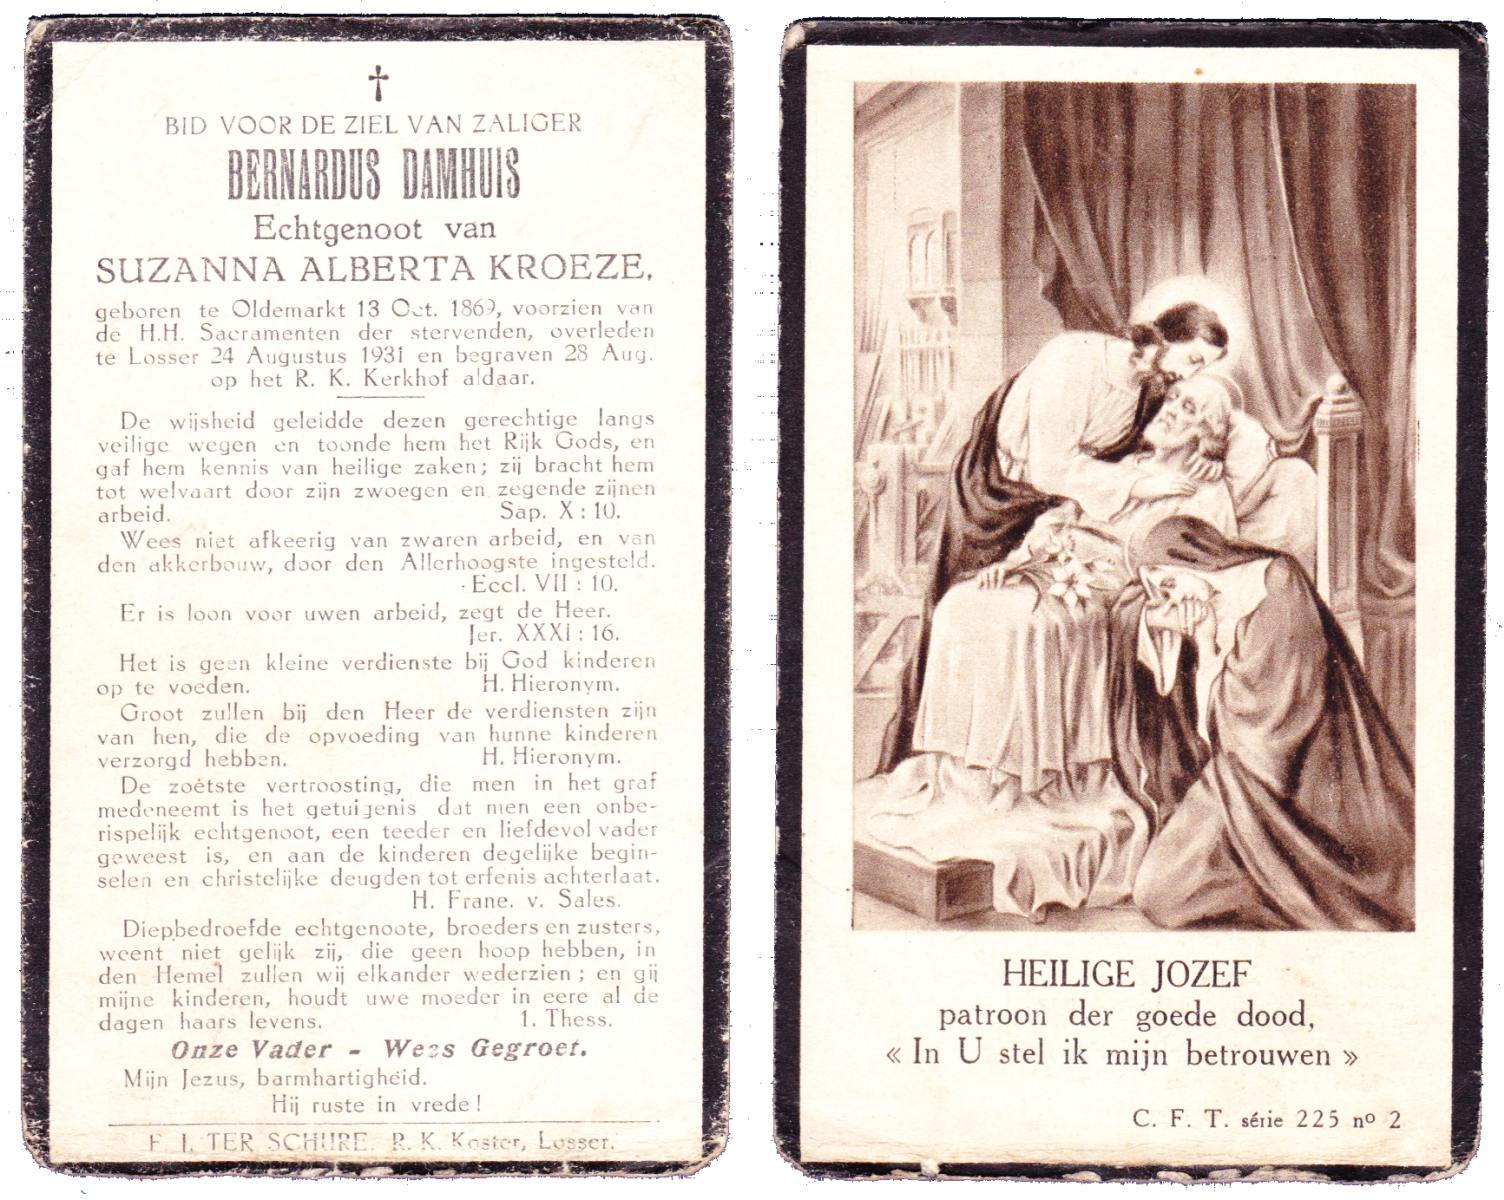 BID VOOR DE ZIEL VAN ZALIGER
BERNARDUS DAMHUIS
Echtgenoot van
SUZANNA ALBERTA KROEZE,
geboren te Oldemarkt 13 Oct. 1869, voorzien van
de H.H. Sacramenten der stervenden, overleden
te Losser 24 Augustus 1931 en begraven 28 Aug.
op het R. K. Kerkhof aldaar.
De wijsheid geleidde dezen gerechtige langs
veilige wegen en toonde hem het Rijk Gods, en
gaf hem kennis van heilige zaken; zij bracht hem
tot welvaart door zijn zwoegen en zegende zijnen
arbeid. Sap. X : 10.
Wees niet afkeerig van zwaren arbeid, en van
den akkerbouw, door den Allerhoogste ingesteld.
Eccl. VII : 10.
Er is loon voor uwen arbeid, zegt de Heer.
Jer. XXXI : 16.
Het is geen kleine verdienste bij God kinderen
op te voeden. H. Hieronym.
Groot zullen bij den Heer de verdiensten zijn
van hen, die de opvoeding van hunne kinderen
verzorgd hebben. H. Hieronym.
De zoétste vertroosting, die men in het graf
medeneemt is het getuigenis dat men een onbe-
rispelijk echtgenoot, een teeder en liefdevol vader
geweest is, en aan de kinderen degelijke begin-
selen en christelijke deugden tot erfenis achterlaat.
H. Frane. v. Sales.
Diepbedroefde echtgenoote, broeders en zusters,
weent niet gelijk zij, die geen hoop hebben, in
den Hemel zullen wij elkander wederzien; en gij
mijne kinderen, houdt uwe moeder in eere al de
dagen haars levens. 1. Thess.
Onze Vader - Wees Gegroet.
Mijn Jezus, barmhartigheid.
Hij ruste in vrede!
F. J. TER SCHURE. R. K. Koster, Losser.
HEILIGE JOZEF
patroon der goede dood,
« In U stel ik mijn betrouwen »
C. F. T. série 225 nº 2